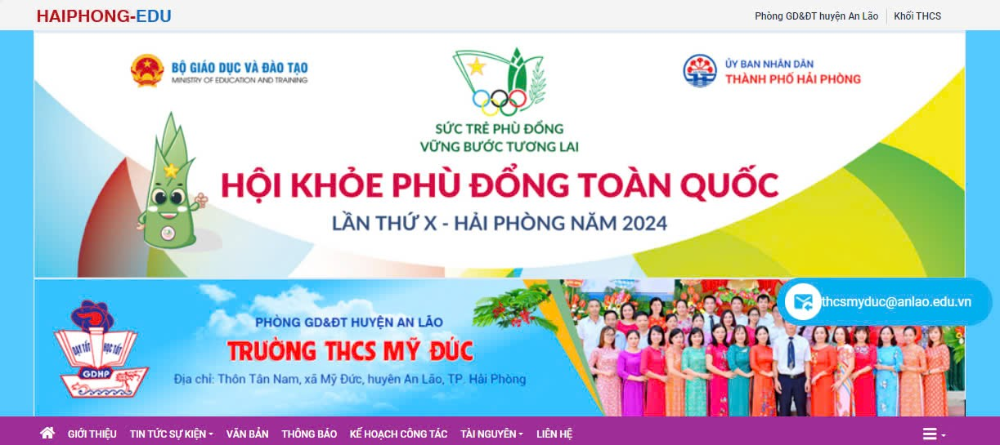 HAIPHONG-EDU
Phòng GD&ĐT huyện An Lão
Khối THCS
BỘ GIÁO DỤC VÀ ĐÀO TẠO
MINISTRY OF EDUCATION AND TRAINING
ỦY BAN NHÂN DÂN
THÀNH PHỐ HẢI PHÒNG
SỨC TRẺ PHÙ ĐỔNG
VỮNG BƯỚC TƯƠNG LAI
HỘI KHỎE PHÙ ĐỔNG TOÀN QUỐC
LẦN THỨ X - HẢI PHÒNG NĂM 2024
thcsmyduc@anlao.edu.vn
PHÒNG GD&ĐT HUYỆN AN LÃO
TRƯỜNG THCS MỸ ĐỨC
Địa chỉ: Thôn Tân Nam, xã Mỹ Đức, huyện An Lão, TP. Hải Phòng
DẠY TỐT HỌC TỐT
GDHP
GIỚI THIỆU TIN TỨC SỰ KIỆN VĂN BẢN THÔNG BÁO KẾ HOẠCH CÔNG TÁC TÀI NGUYÊN LIÊN HỆ